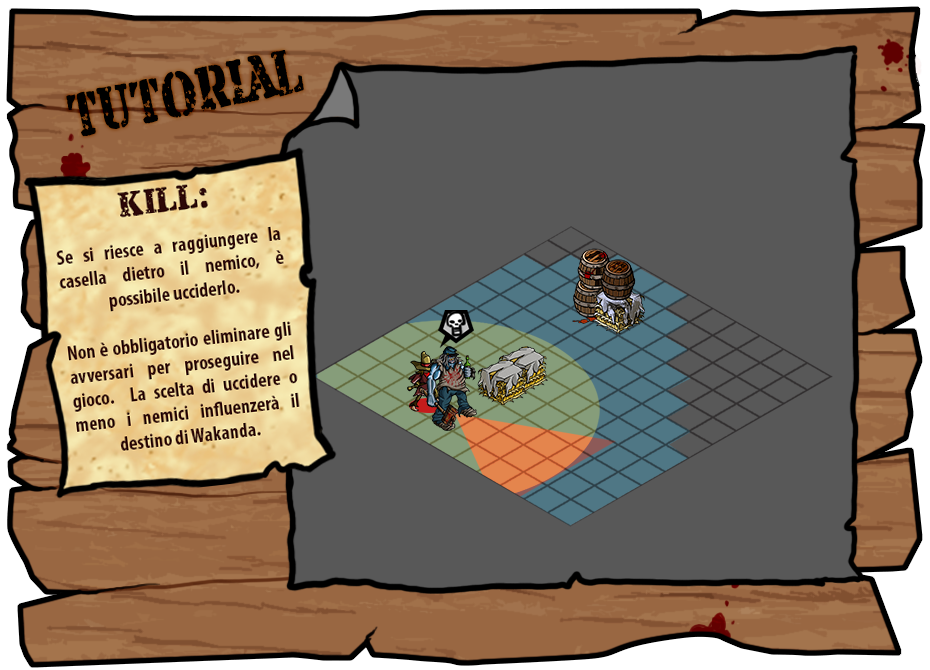 TUTORIAL
KILL:
Se si riesce a raggiungere la
casella dietro il nemico, è
possibile ucciderlo.
Non è obbligatorio eliminare gli
avversari per proseguire nel
gioco. La scelta di uccidere o
meno i nemici influenzerà il
destino di Wakanda.